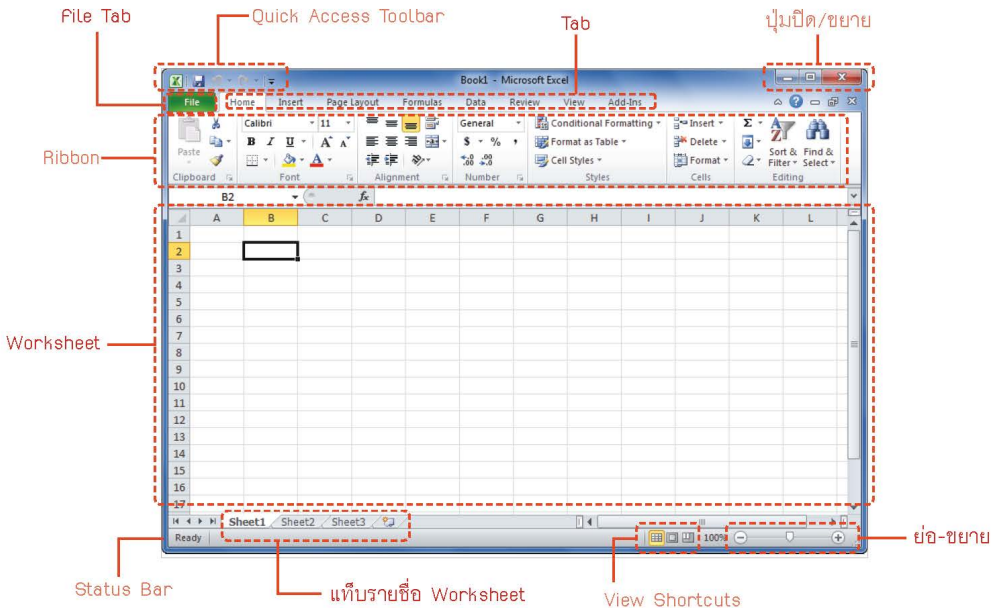 File Tab
Quick Access Toolbar
Tab
ปุ่มปิด/ขยาย
Book1 - Microsoft Excel
File Home Insert Page Layout Formulas Data Review View Add-Ins
Ribbon
Paste
Calibri 11
B I U A A
A
General
$ % ,
.0 .00
.00 .0
Conditional Formatting
Format as Table
Cell Styles
Insert
Delete
Format
Σ
Sort & Filter
Find & Select
Clipboard Font Alignment Number Styles Cells Editing
B2 fx
A B C D E F G H I J K L
1
2
3
4
5
6
7
Worksheet
8
9
10
11
12
13
14
15
16
17
Sheet1 Sheet2 Sheet3
Ready 100%
ย่อ-ขยาย
Status Bar
แท็บรายชื่อ Worksheet
View Shortcuts